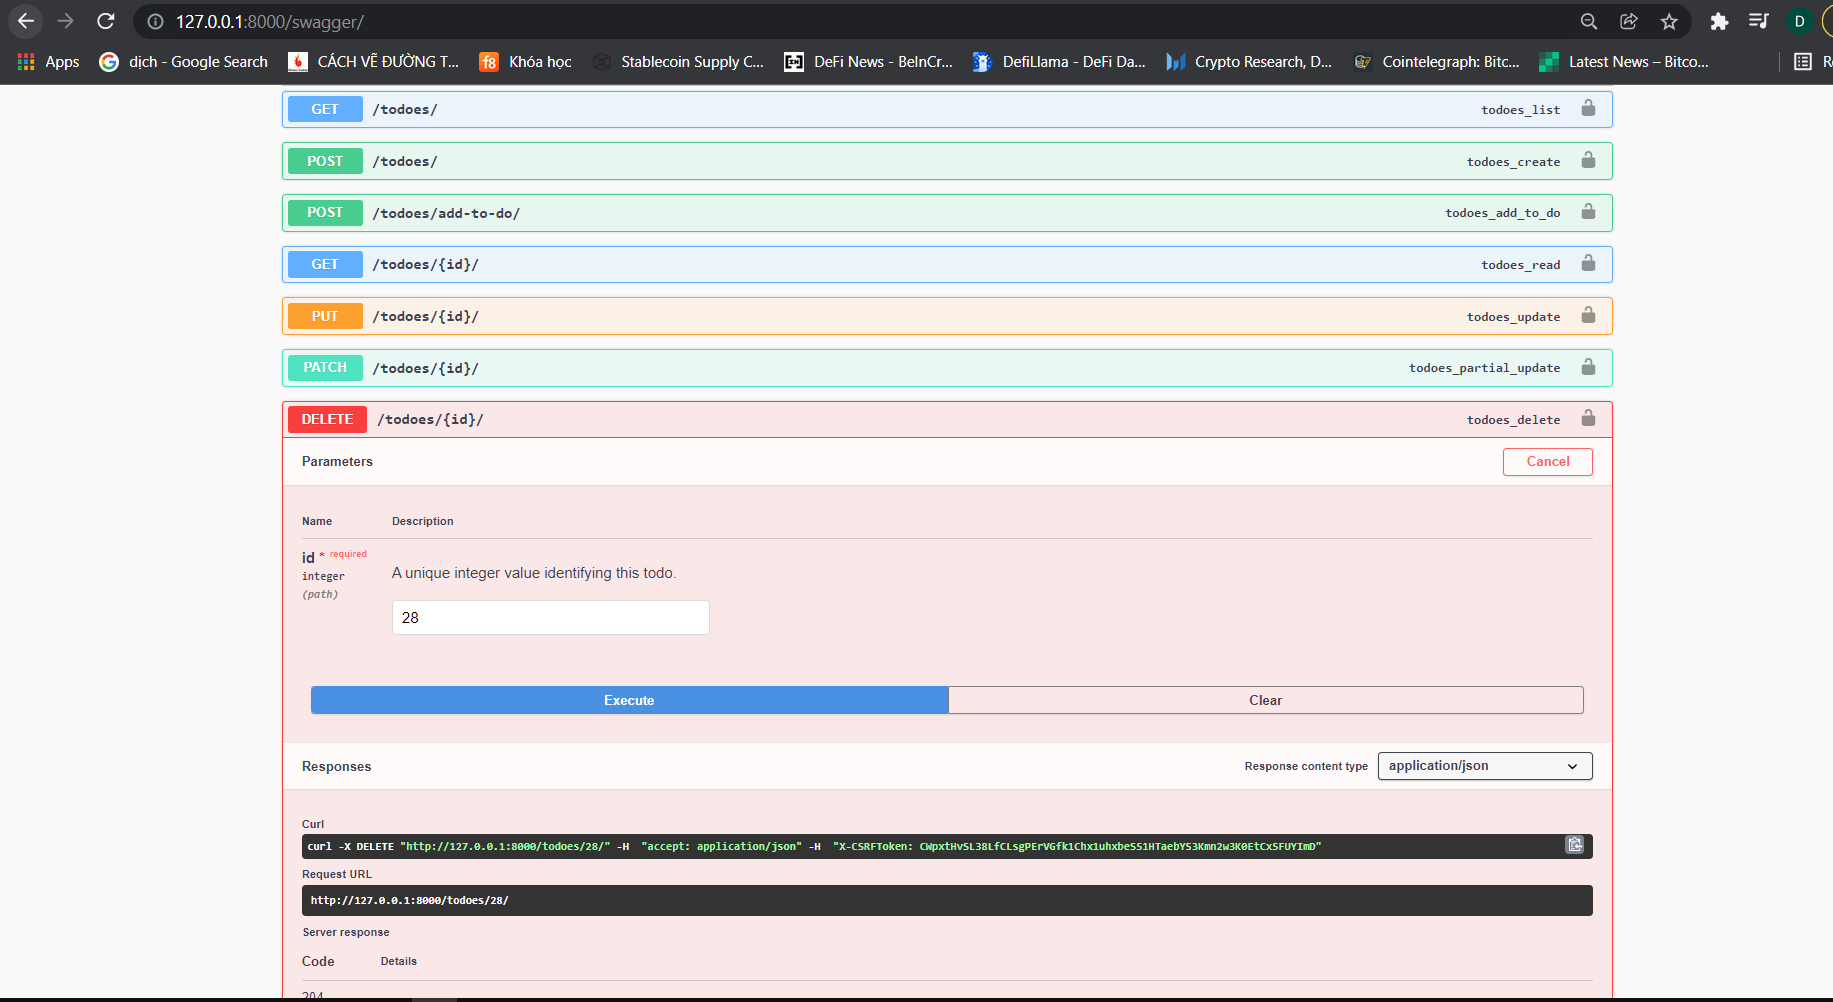 127.0.0.1:8000/swagger/
D
Apps
dịch - Google Search
CÁCH VẼ ĐƯỜNG T...
f8 Khóa học
Stablecoin Supply C...
DeFi News - BeInCr...
DefiLlama - DeFi Da...
Crypto Research, D...
Cointelegraph: Bitc...
Latest News – Bitco...
GET /todoes/ todoes_list
POST /todoes/ todoes_create
POST /todoes/add-to-do/ todoes_add_to_do
GET /todoes/{id}/ todoes_read
PUT /todoes/{id}/ todoes_update
PATCH /todoes/{id}/ todoes_partial_update
DELETE /todoes/{id}/ todoes_delete
Parameters Cancel
Name Description
id * required
integer
(path)
A unique integer value identifying this todo.
28
Execute Clear
Responses Response content type application/json
Curl
curl -X DELETE "http://127.0.0.1:8000/todoes/28/" -H "accept: application/json" -H "X-CSRFToken: CWpxtHvSL38LfCLsgPErVGfk1Chx1uhxbeS51HTaebYS3Kmn2w3K0EtCx5FUYImD"
Request URL
http://127.0.0.1:8000/todoes/28/
Server response
Code Details
204